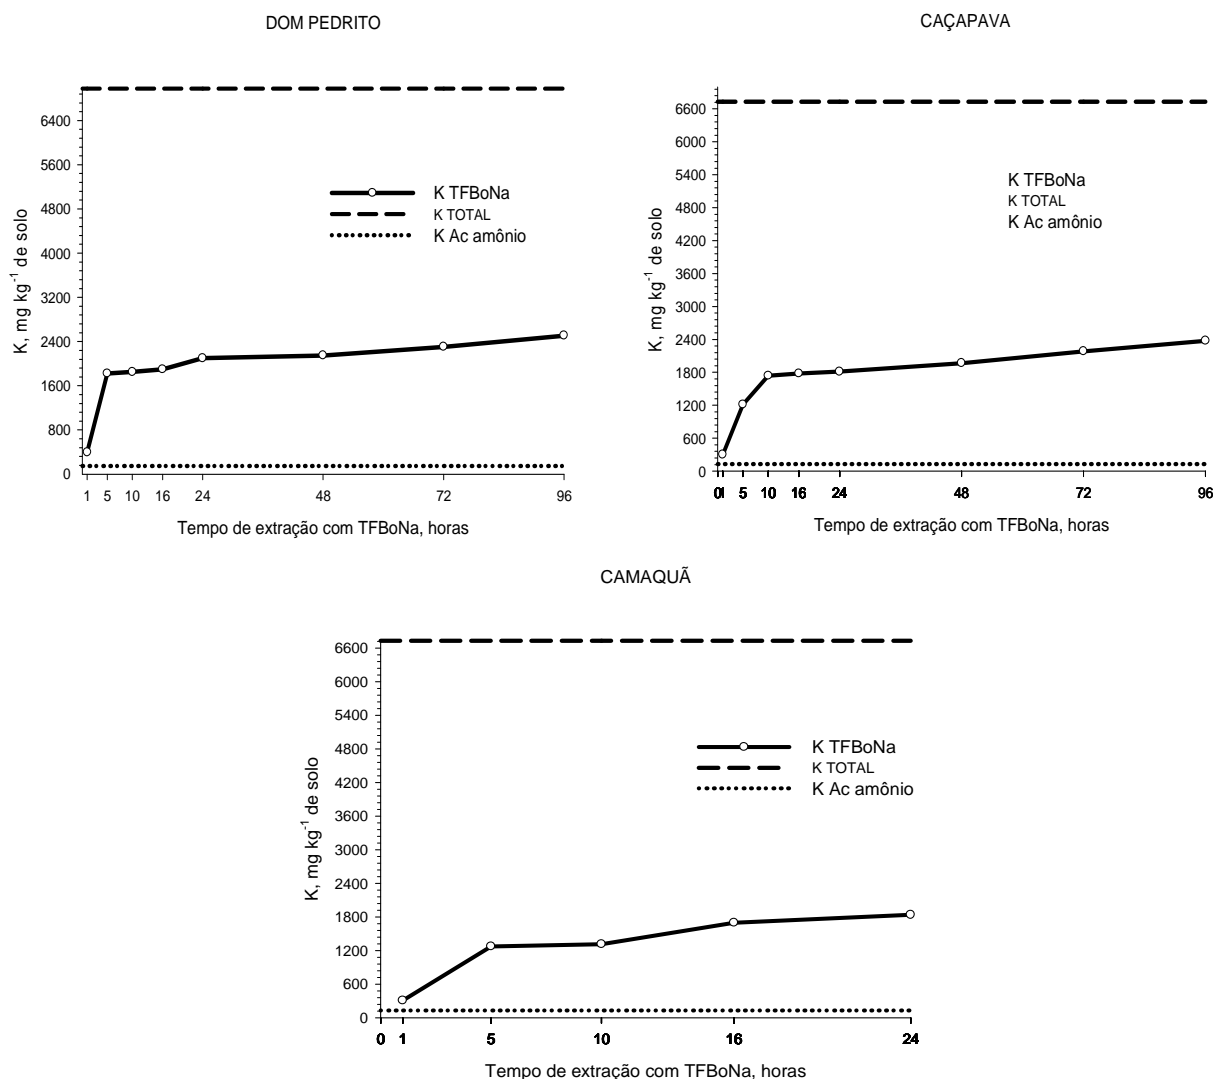 DOM PEDRITO
K, mg kg-1 de solo
6400
5600
4800
4000
3200
2400
1600
800
0
K TFBoNa
K TOTAL
K Ac amônio
1 5 10 16 24 48 72 96
Tempo de extração com TFBoNa, horas
CAÇAPAVA
K, mg kg-1 de solo
6600
6000
5400
4800
4200
3600
3000
2400
1800
1200
600
0
K TFBoNa
K TOTAL
K Ac amônio
0 1 5 10 16 24 48 72 96
Tempo de extração com TFBoNa, horas
CAMAQUÃ
K, mg kg-1 de solo
6600
6000
5400
4800
4200
3600
3000
2400
1800
1200
600
0
K TFBoNa
K TOTAL
K Ac amônio
0 1 5 10 16 24
Tempo de extração com TFBoNa, horas